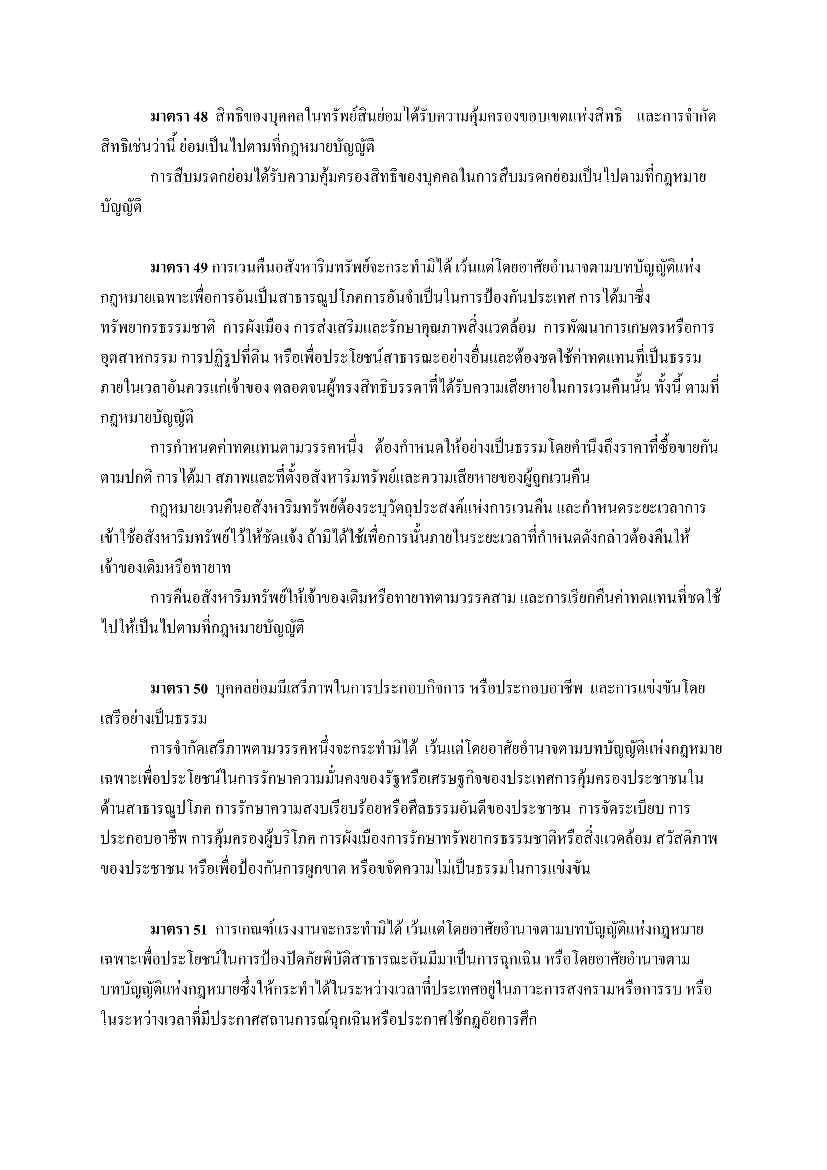 มาตรา 48 สิทธิของบุคคลในทรัพย์สินย่อมได้รับความคุ้มครองขอบเขตแห่งสิทธิ และการจำกัด
สิทธิเช่นว่านี้ ย่อมเป็นไปตามที่กฎหมายบัญญัติ
การสืบมรดกย่อมได้รับความคุ้มครองสิทธิของบุคคลในการสืบมรดกย่อมเป็นไปตามที่กฎหมาย
บัญญัติ
มาตรา 49 การเวนคืนอสังหาริมทรัพย์จะกระทำมิได้ เว้นแต่โดยอาศัยอำนาจตามบทบัญญัติแห่ง
กฎหมายเฉพาะเพื่อการอันเป็นสาธารณูปโภคการอันจำเป็นในการป้องกันประเทศ การได้มาซึ่ง
ทรัพยากรธรรมชาติ การผังเมือง การส่งเสริมและรักษาคุณภาพสิ่งแวดล้อม การพัฒนาการเกษตรหรือการ
อุตสาหกรรม การปฏิรูปที่ดิน หรือเพื่อประโยชน์สาธารณะอย่างอื่นและต้องชดใช้ค่าทดแทนที่เป็นธรรม
ภายในเวลาอันควรแก่เจ้าของ ตลอดจนผู้ทรงสิทธิบรรดาที่ได้รับความเสียหายในการเวนคืนนั้น ทั้งนี้ ตามที่
กฎหมายบัญญัติ
การกำหนดค่าทดแทนตามวรรคหนึ่ง ต้องกำหนดให้อย่างเป็นธรรมโดยคำนึงถึงราคาที่ซื้อขายกัน
ตามปกติ การได้มา สภาพและที่ตั้งอสังหาริมทรัพย์และความเสียหายของผู้ถูกเวนคืน
กฎหมายเวนคืนอสังหาริมทรัพย์ต้องระบุวัตถุประสงค์แห่งการเวนคืน และกำหนดระยะเวลาการ
เข้าใช้อสังหาริมทรัพย์ไว้ให้ชัดแจ้ง ถ้ามิได้ใช้เพื่อการนั้นภายในระยะเวลาที่กำหนดดังกล่าวต้องคืนให้
เจ้าของเดิมหรือทายาท
การคืนอสังหาริมทรัพย์ให้เจ้าของเดิมหรือทายาทตามวรรคสาม และการเรียกคืนค่าทดแทนที่ชดใช้
ไปให้เป็นไปตามที่กฎหมายบัญญัติ
มาตรา 50 บุคคลย่อมมีเสรีภาพในการประกอบกิจการ หรือประกอบอาชีพ และการแข่งขันโดย
เสรีอย่างเป็นธรรม
การจำกัดเสรีภาพตามวรรคหนึ่งจะกระทำมิได้ เว้นแต่โดยอาศัยอำนาจตามบทบัญญัติแห่งกฎหมาย
เฉพาะเพื่อประโยชน์ในการรักษาความมั่นคงของรัฐหรือเศรษฐกิจของประเทศการคุ้มครองประชาชนใน
ด้านสาธารณูปโภค การรักษาความสงบเรียบร้อยหรือศีลธรรมอันดีของประชาชน การจัดระเบียบ การ
ประกอบอาชีพ การคุ้มครองผู้บริโภค การผังเมืองการรักษาทรัพยากรธรรมชาติหรือสิ่งแวดล้อม สวัสดิภาพ
ของประชาชน หรือเพื่อป้องกันการผูกขาด หรือขจัดความไม่เป็นธรรมในการแข่งขัน
มาตรา 51 การเกณฑ์แรงงานจะกระทำมิได้ เว้นแต่โดยอาศัยอำนาจตามบทบัญญัติแห่งกฎหมาย
เฉพาะเพื่อประโยชน์ในการป้องปัดภัยพิบัติสาธารณะอันมีมาเป็นการฉุกเฉิน หรือโดยอาศัยอำนาจตาม
บทบัญญัติแห่งกฎหมายซึ่งให้กระทำได้ในระหว่างเวลาที่ประเทศอยู่ในภาวะการสงครามหรือการรบ หรือ
ในระหว่างเวลาที่มีประกาศสถานการณ์ฉุกเฉินหรือประกาศใช้กฎอัยการศึก